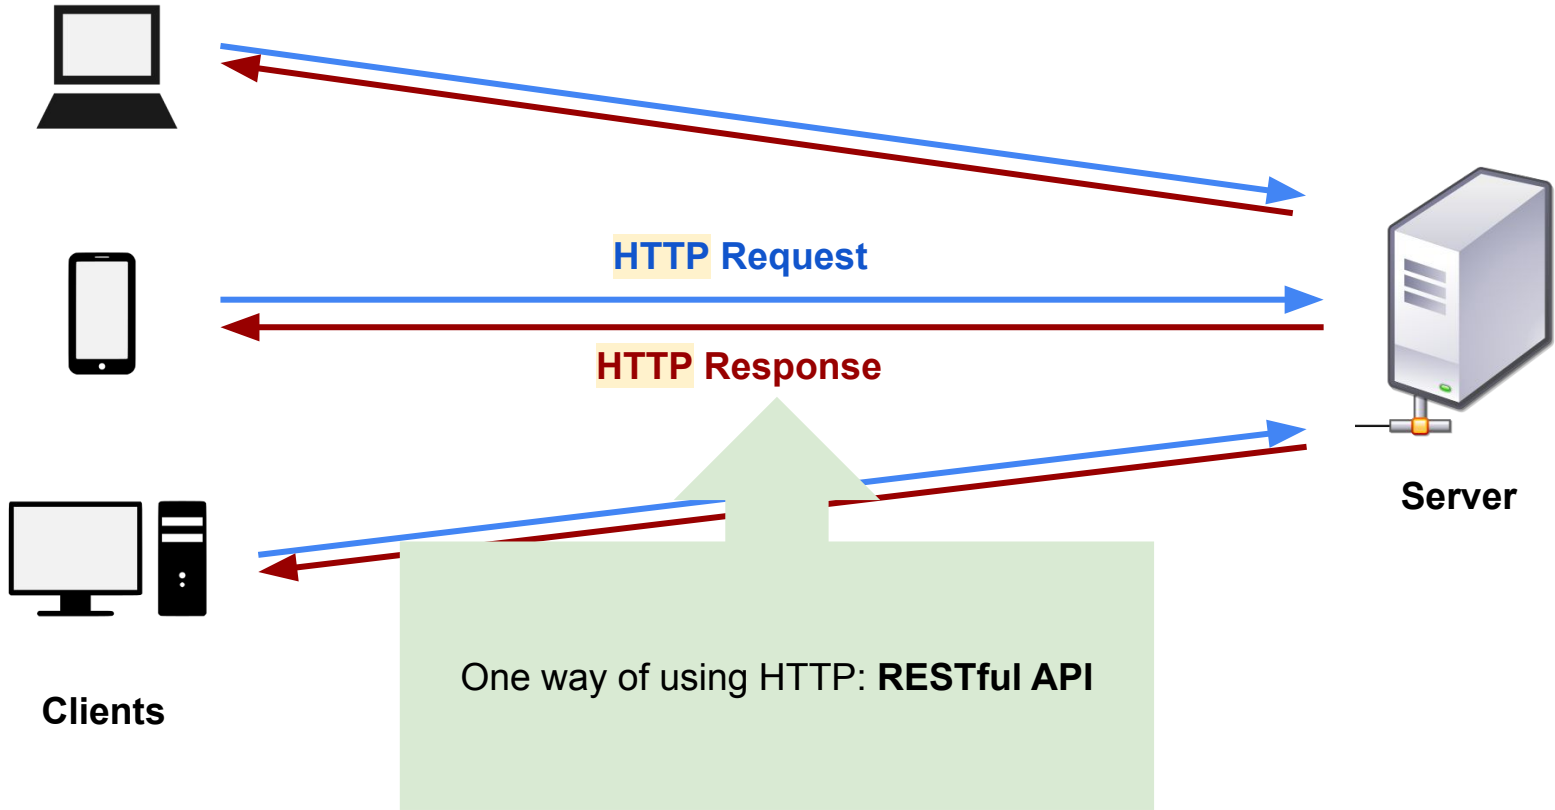 HTTP Request
HTTP Response
Server
One way of using HTTP: RESTful API
Clients